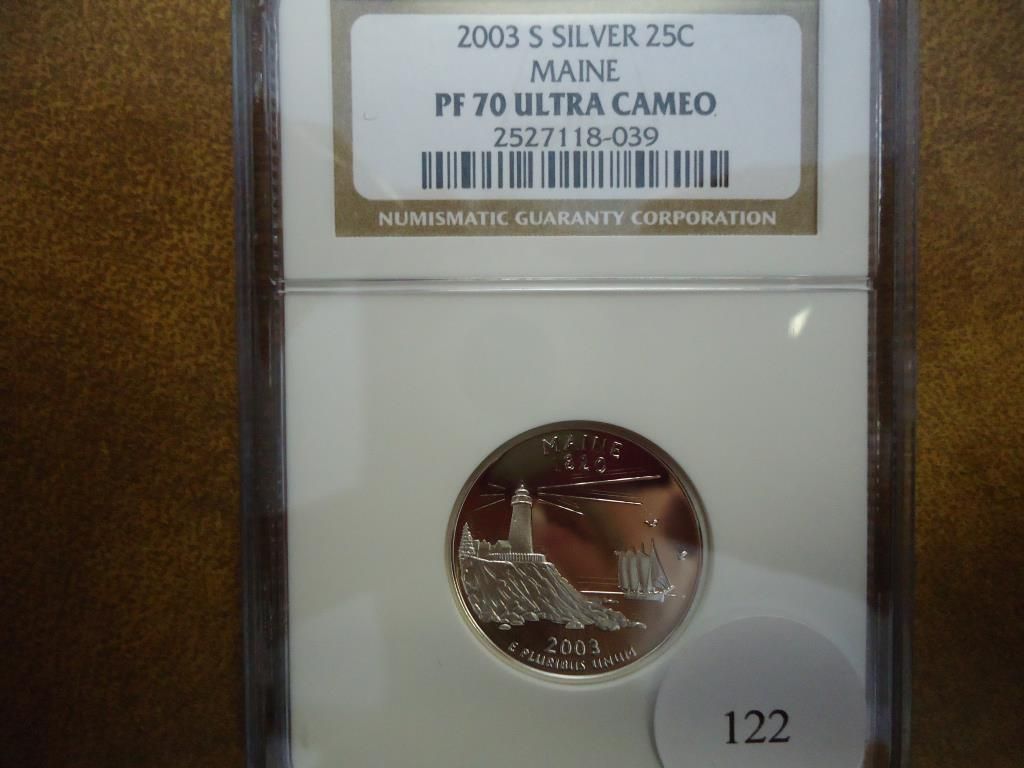 2003 S SILVER 25C
MAINE
PF 70 ULTRA CAMEO
2527118-039
NUMISMATIC GUARANTY CORPORATION
MAINE
1820
2003
E PLURIBUS UNUM
122